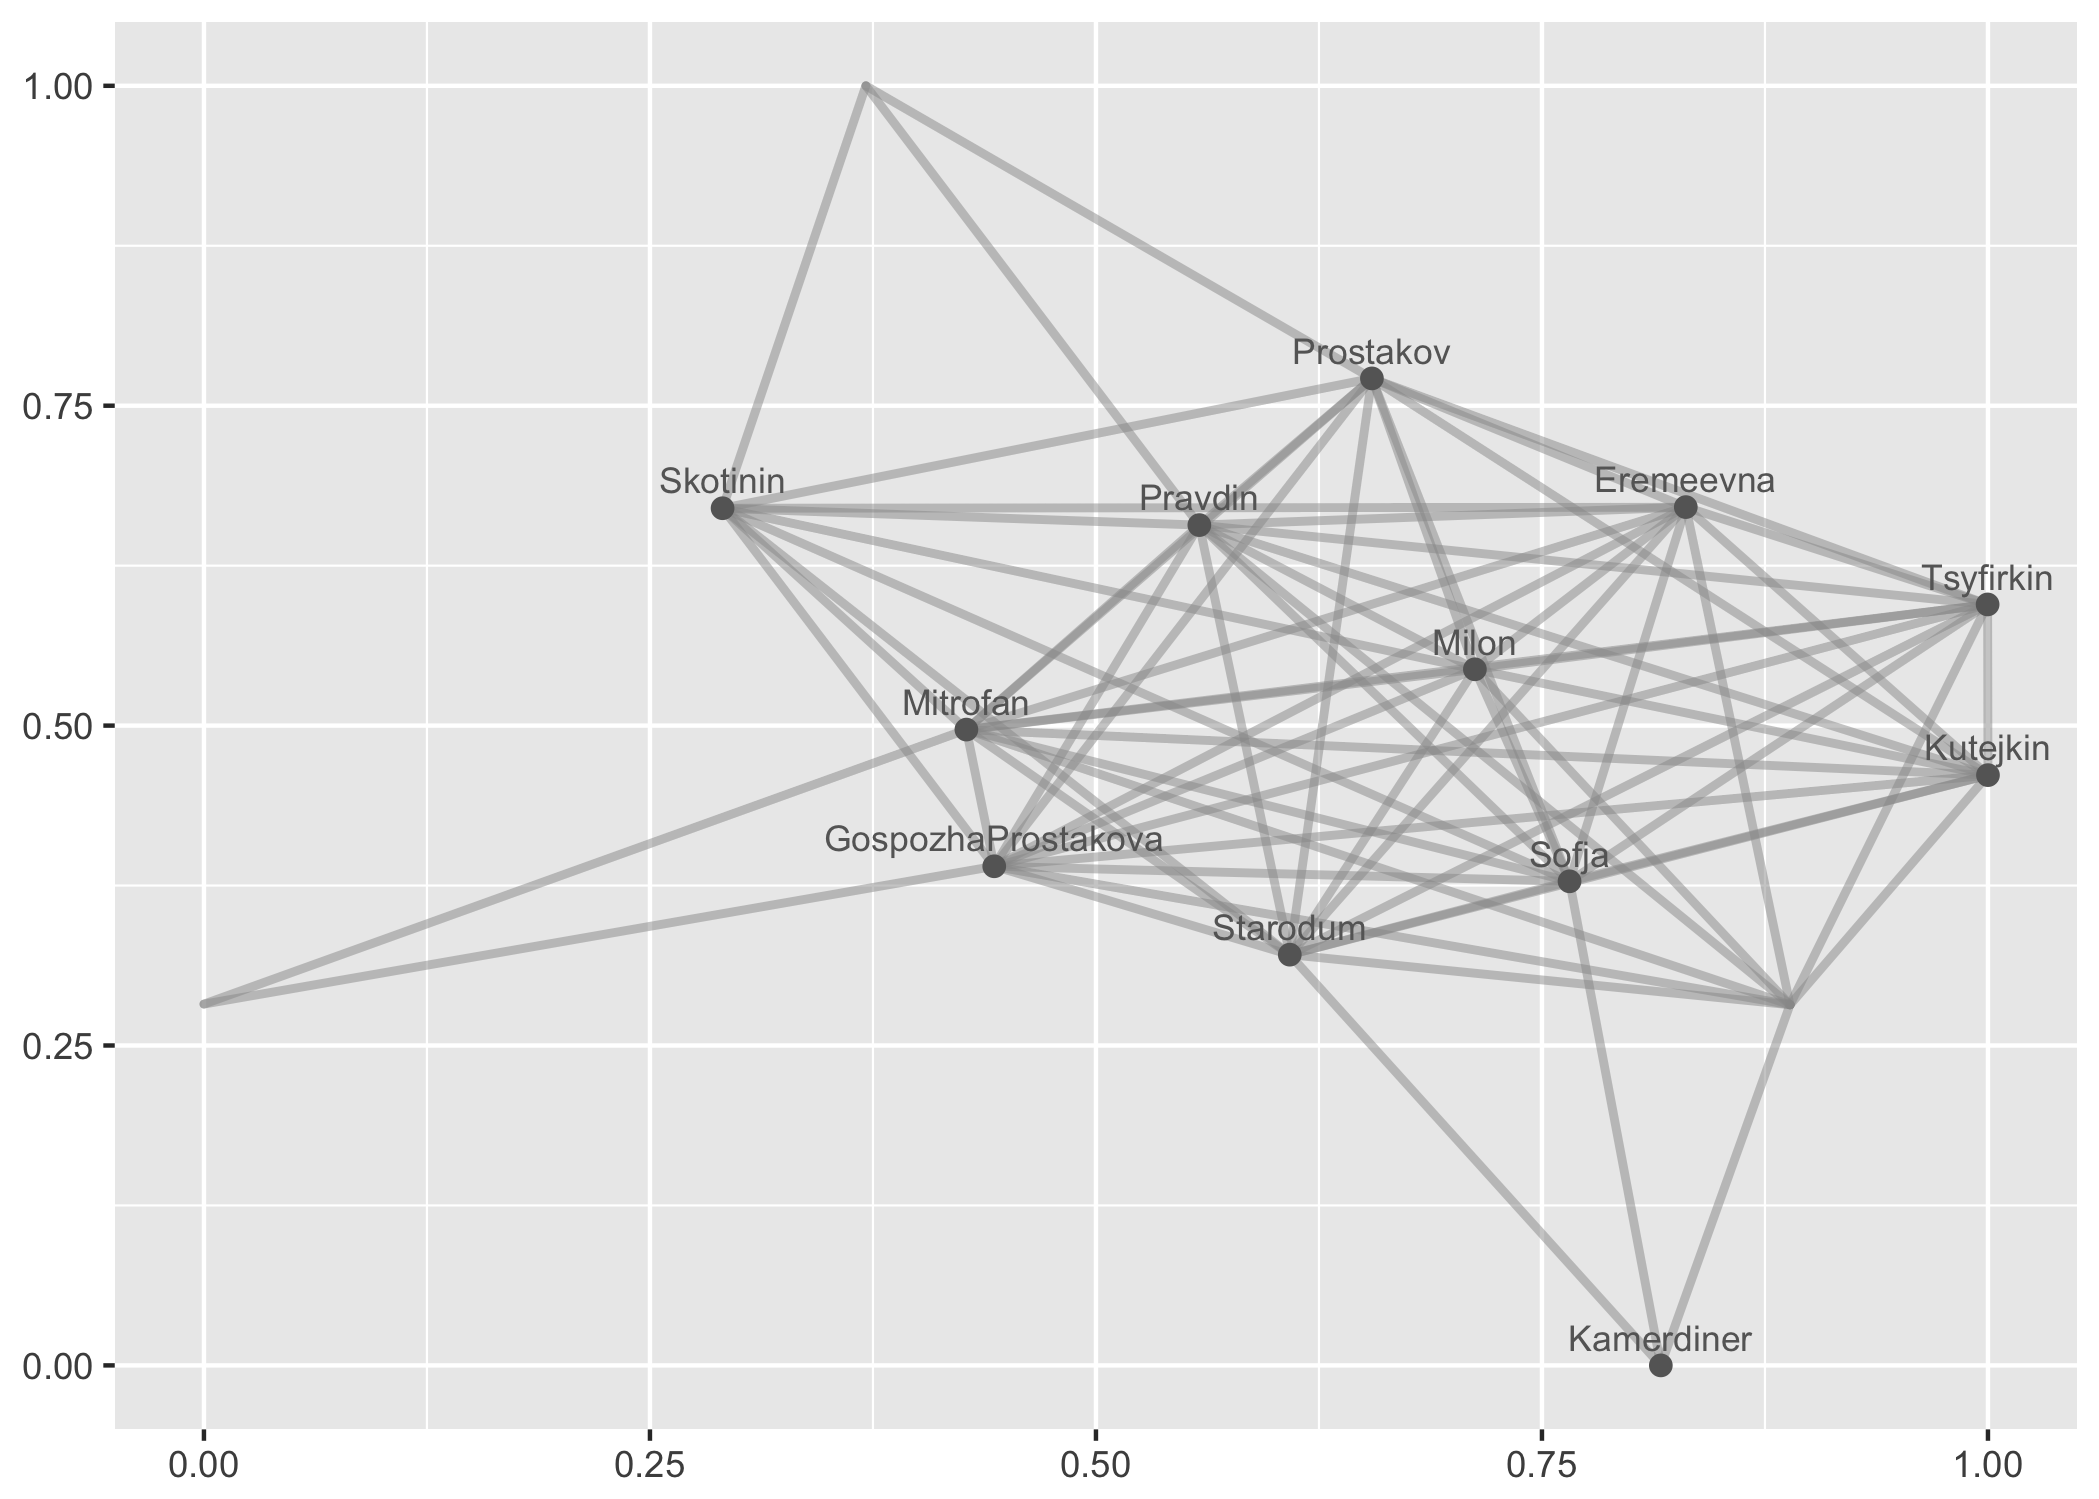 1.00
Prostakov
0.75
Skotinin
Eremeevna
Pravdin
Tsyfirkin
Milon
Mitrofan
0.50
Kutejkin
GospozhaProstakova
Sofja
Starodum
0.25
Kamerdiner
0.00
0.00 0.25 0.50 0.75 1.00